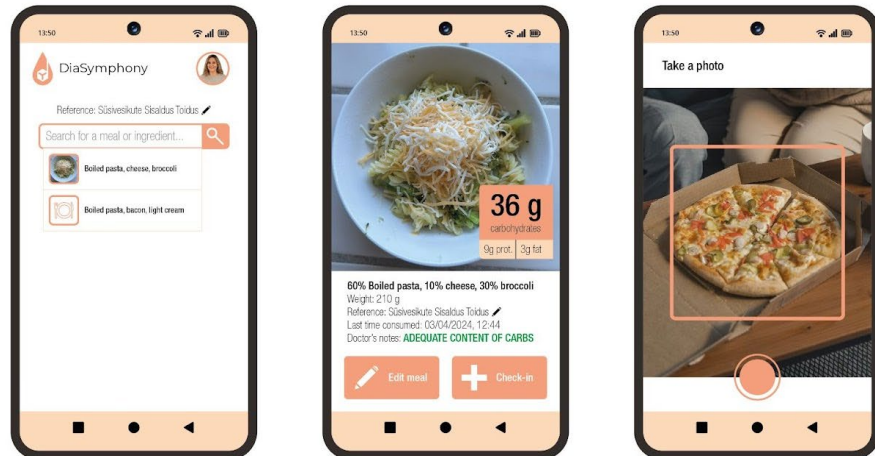 13:50
DiaSymphony
Reference: Süsivesikute Sisaldus Toidus
Search for a meal or ingredient...
Boiled pasta, cheese, broccoli
Boiled pasta, bacon, light cream
13:50
36 g
carbohydrates
9g prot. 3g fat
60% Boiled pasta, 10% cheese, 30% broccoli
Weight: 210 g
Reference: Süsivesikute Sisaldus Toidus
Last time consumed: 03/04/2024, 12:44
Doctor's notes: ADEQUATE CONTENT OF CARBS
Edit meal
Check-in
13:50
Take a photo